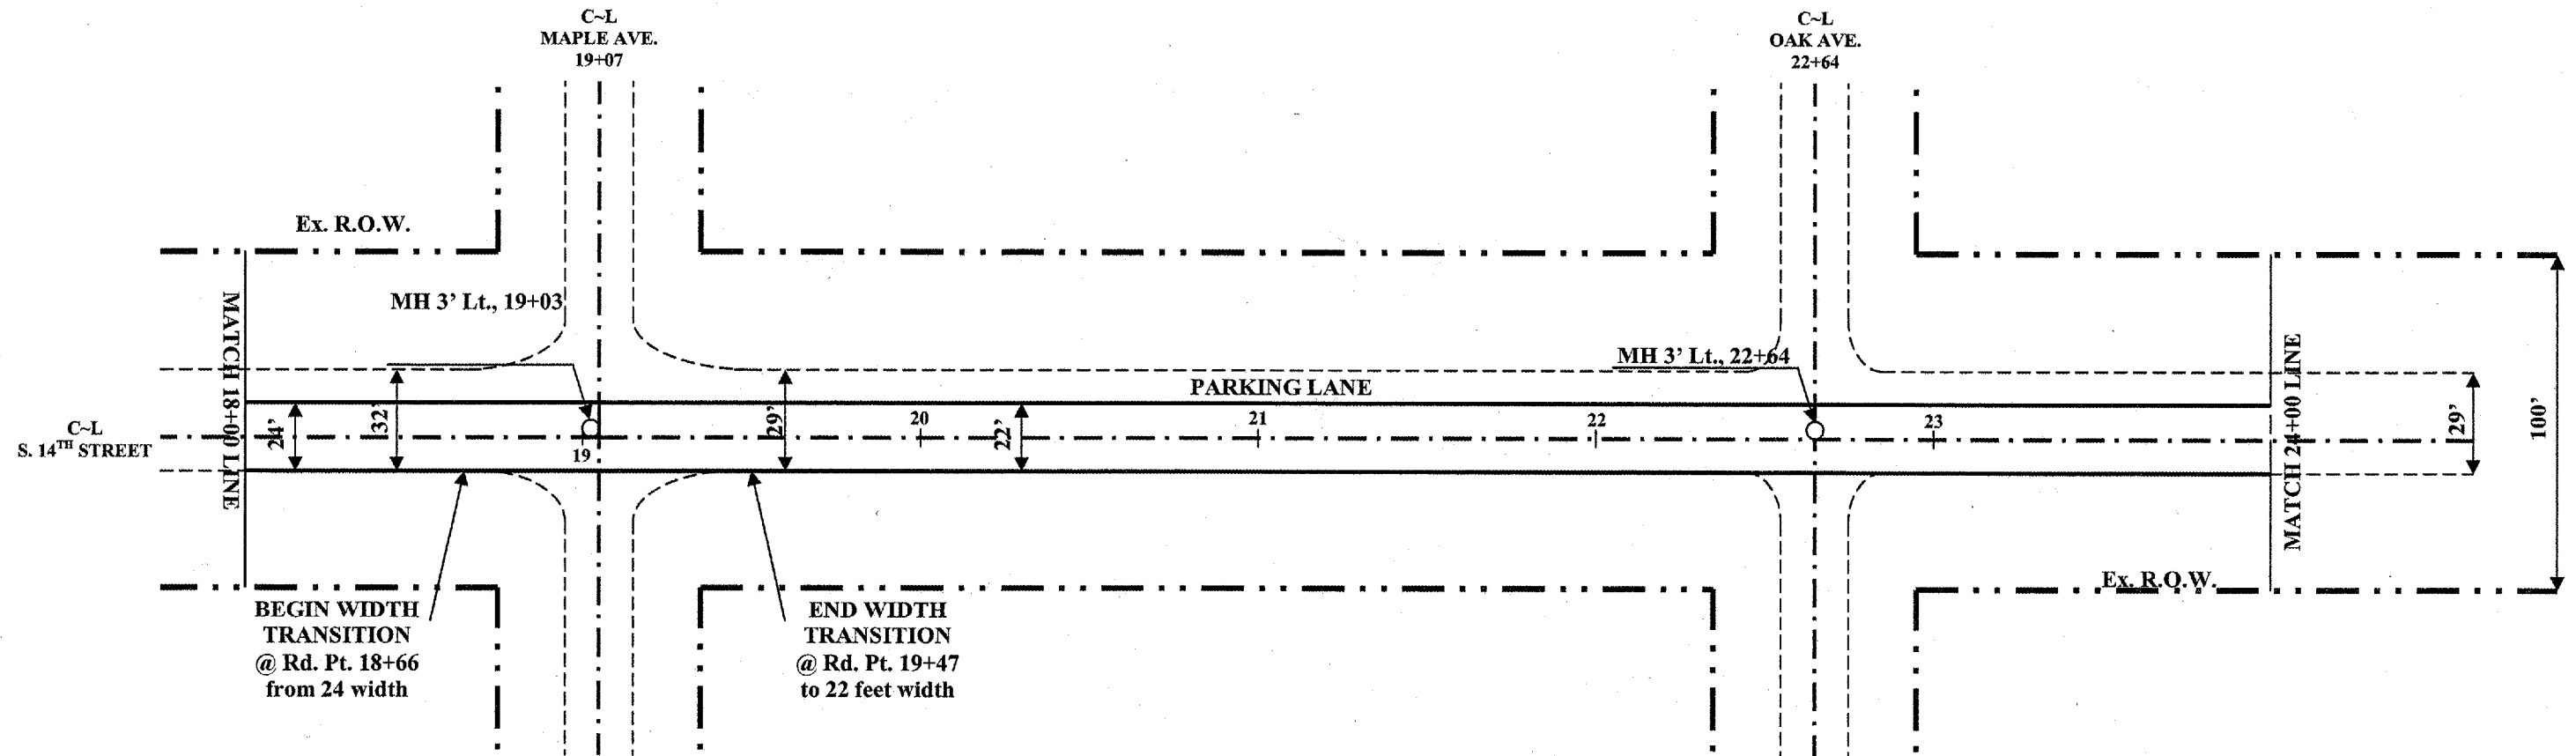 C~L
MAPLE AVE.
19+07
C~L
OAK AVE.
22+64
Ex. R.O.W.
MH 3’ Lt., 19+03
MATCH 18+00 LINE
MH 3’ Lt., 22+64
PARKING LANE
MATCH 24+00 LINE
C~L
S. 14TH STREET
24’
32’
19
29’
20
22’
21
22
23
29’
100’
Ex. R.O.W.
BEGIN WIDTH
TRANSITION
@ Rd. Pt. 18+66
from 24 width
END WIDTH
TRANSITION
@ Rd. Pt. 19+47
to 22 feet width